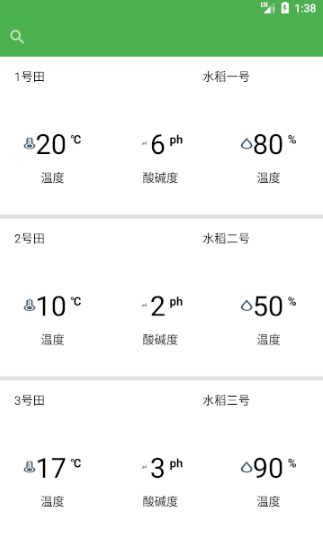 LTE 1:38
1号田 水稻一号
20 ℃ 6 ph 80 %
温度 酸碱度 温度
2号田 水稻二号
10 ℃ 2 ph 50 %
温度 酸碱度 温度
3号田 水稻三号
17 ℃ 3 ph 90 %
温度 酸碱度 温度